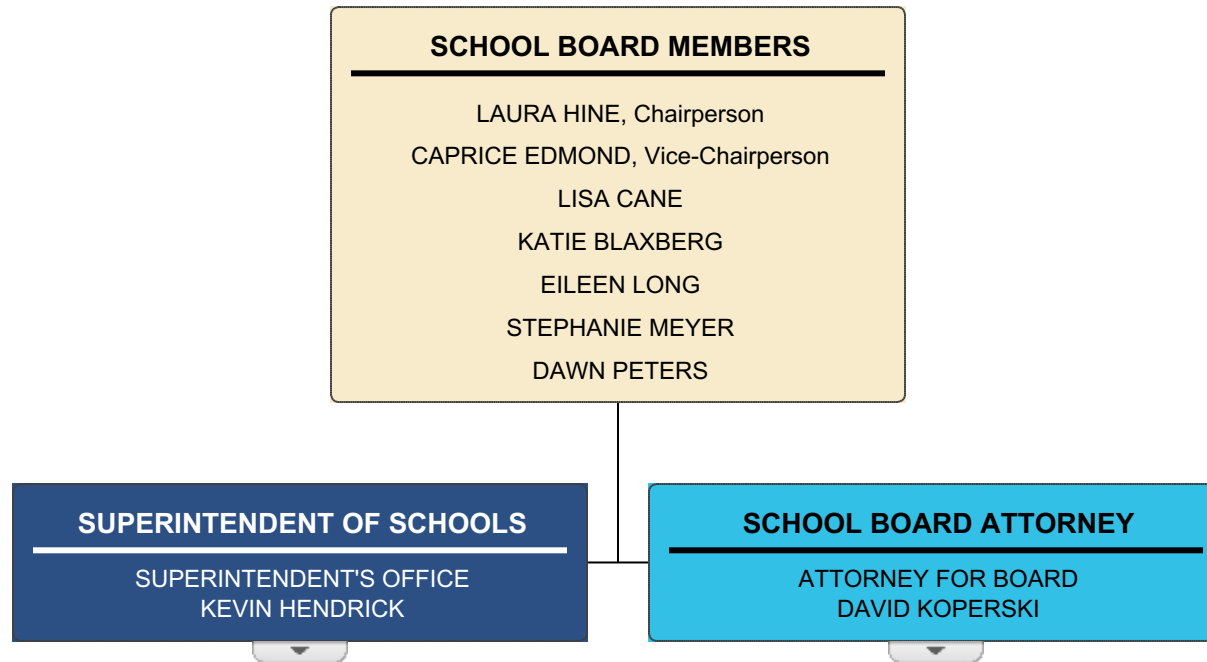 SCHOOL BOARD MEMBERS
LAURA HINE, Chairperson
CAPRICE EDMOND, Vice-Chairperson
LISA CANE
KATIE BLAXBERG
EILEEN LONG
STEPHANIE MEYER
DAWN PETERS
SUPERINTENDENT OF SCHOOLS
SUPERINTENDENT'S OFFICE
KEVIN HENDRICK
SCHOOL BOARD ATTORNEY
ATTORNEY FOR BOARD
DAVID KOPERSKI